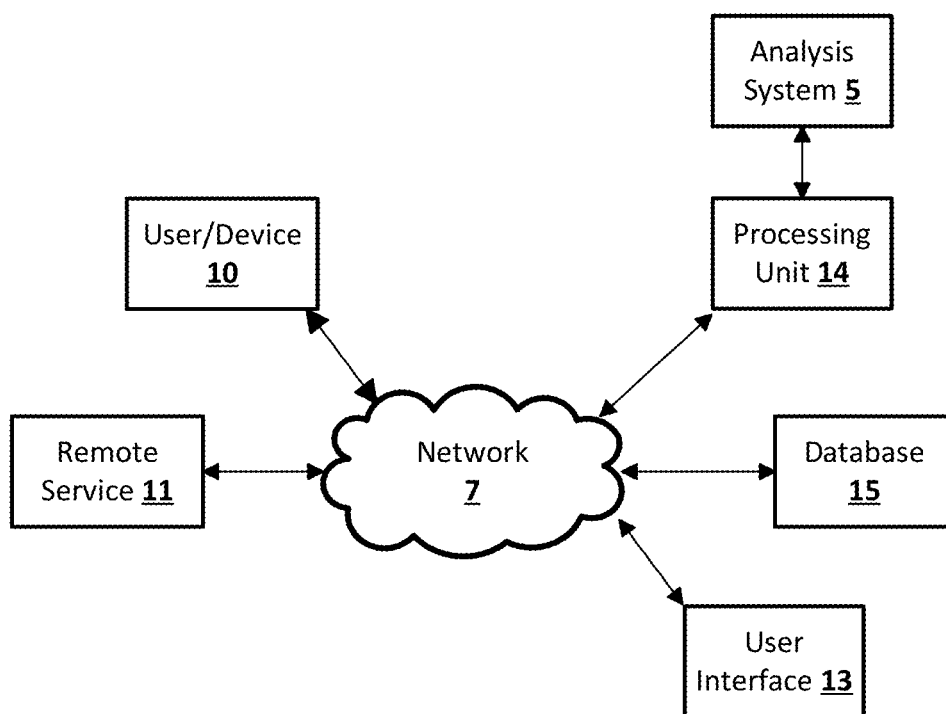 Analysis
System 5
User/Device
10
Processing
Unit 14
Remote
Service 11
Network
7
Database
15
User
Interface 13